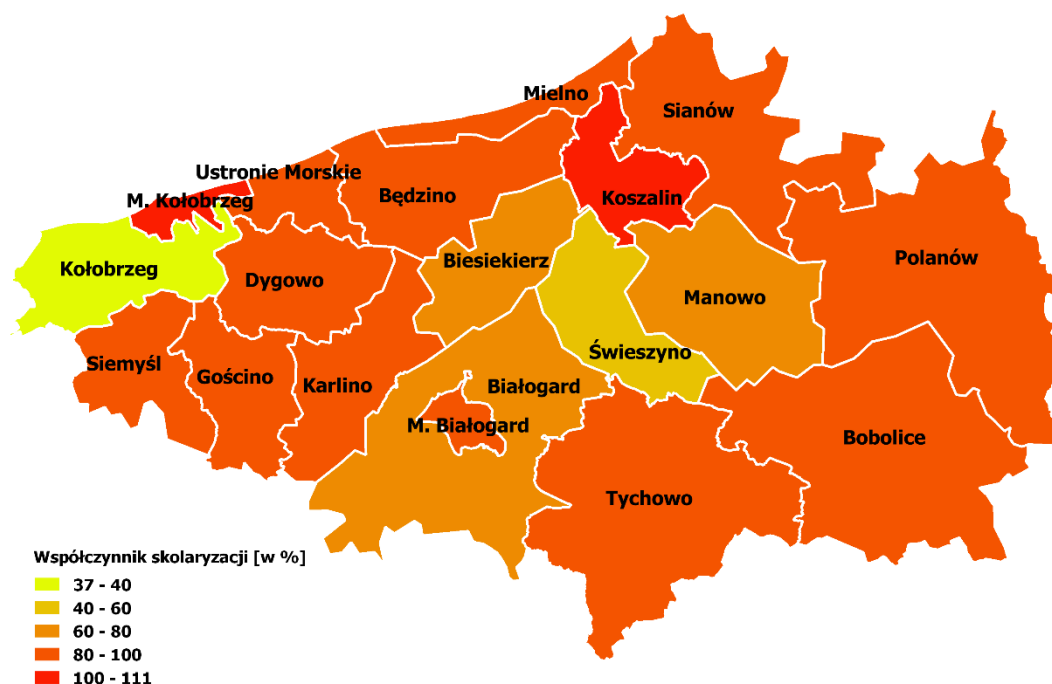 Mielno
Sianów
Ustronie Morskie
M. Kołobrzeg
Będzino
Koszalin
Kołobrzeg
Dygowo
Biesiekierz
Polanów
Manowo
Siemyśl
Gościno
Karlino
Świeszyno
Białogard
M. Białogard
Bobolice
Tychowo
Współczynnik skolaryzacji [w %]
37 - 40
40 - 60
60 - 80
80 - 100
100 - 111